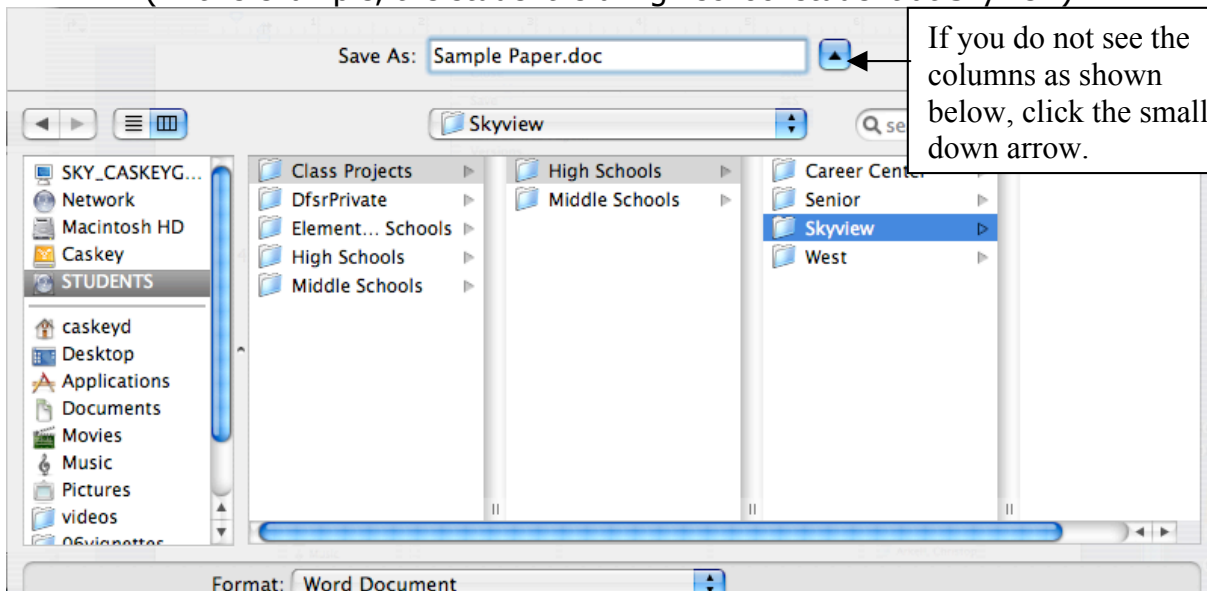 Save As: Sample Paper.doc
If you do not see the
columns as shown
below, click the small
down arrow.
Skyview
SKY_CASKEYG...
Network
Macintosh HD
Caskey
STUDENTS
caskeyd
Desktop
Applications
Documents
Movies
Music
Pictures
videos
06vignettes
Class Projects
DfsrPrivate
Element... Schools
High Schools
Middle Schools
High Schools
Middle Schools
Career Center
Senior
Skyview
West
Format: Word Document